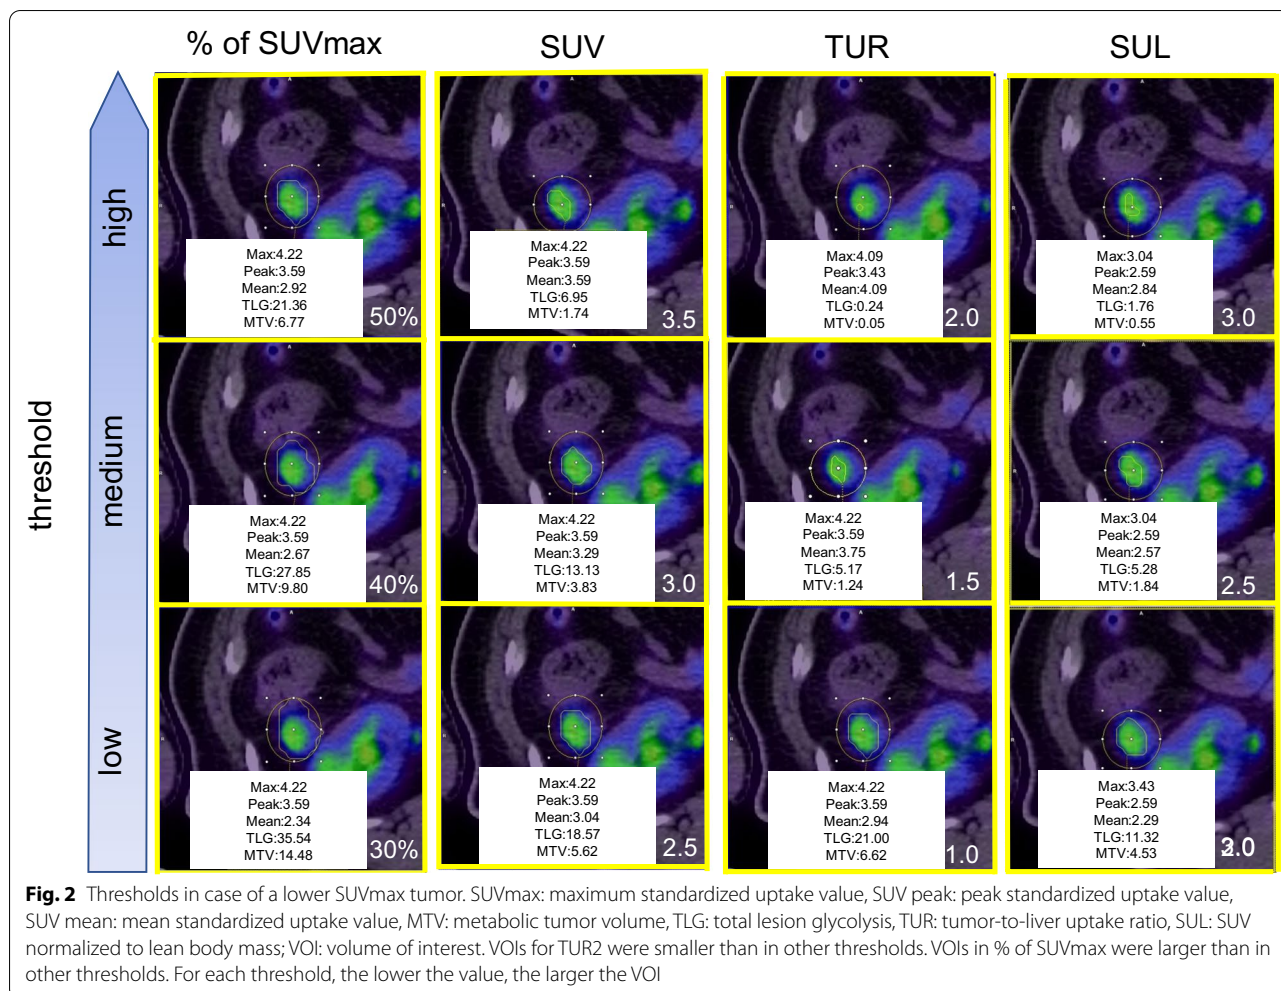 % of SUVmax
SUV
TUR
SUL
threshold
high
medium
low
Max:4.22
Peak:3.59
Mean:2.92
TLG:21.36
MTV:6.77
50%
Max:4.22
Peak:3.59
Mean:3.59
TLG:6.95
MTV:1.74
3.5
Max:4.09
Peak:3.43
Mean:4.09
TLG:0.24
MTV:0.05
2.0
Max:3.04
Peak:2.59
Mean:2.84
TLG:1.76
MTV:0.55
3.0
Max:4.22
Peak:3.59
Mean:2.67
TLG:27.85
MTV:9.80
40%
Max:4.22
Peak:3.59
Mean:3.29
TLG:13.13
MTV:3.83
3.0
Max:4.22
Peak:3.59
Mean:3.75
TLG:5.17
MTV:1.24
1.5
Max:3.04
Peak:2.59
Mean:2.57
TLG:5.28
MTV:1.84
2.5
Max:4.22
Peak:3.59
Mean:2.34
TLG:35.54
MTV:14.48
30%
Max:4.22
Peak:3.59
Mean:3.04
TLG:18.57
MTV:5.62
2.5
Max:4.22
Peak:3.59
Mean:2.94
TLG:21.00
MTV:6.62
1.0
Max:3.43
Peak:2.59
Mean:2.29
TLG:11.32
MTV:4.53
2.0
Fig. 2 Thresholds in case of a lower SUVmax tumor. SUVmax: maximum standardized uptake value, SUV peak: peak standardized uptake value,
SUV mean: mean standardized uptake value, MTV: metabolic tumor volume, TLG: total lesion glycolysis, TUR: tumor-to-liver uptake ratio, SUL: SUV
normalized to lean body mass; VOI: volume of interest. VOIs for TUR2 were smaller than in other thresholds. VOIs in % of SUVmax were larger than in
other thresholds. For each threshold, the lower the value, the larger the VOI